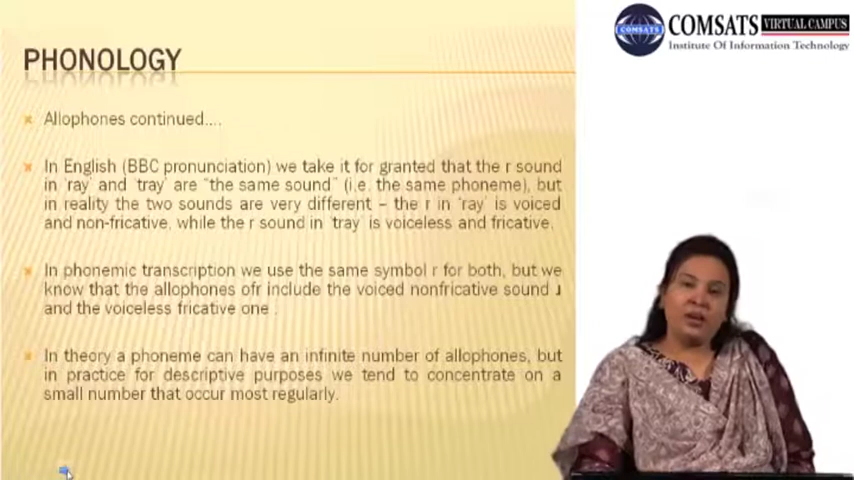 PHONOLOGY
COMSATS VIRTUAL CAMPUS
COMSATS
Institute Of Information Technology
Allophones continued....
In English (BBC pronunciation) we take it for granted that the r sound
in 'ray' and 'tray' are "the same sound" (i.e. the same phoneme), but
in reality the two sounds are very different – the r in 'ray' is voiced
and non-fricative, while the r sound in 'tray' is voiceless and fricative.
In phonemic transcription we use the same symbol r for both, but we
know that the allophones ofr include the voiced nonfricative sound ɹ
and the voiceless fricative one .
In theory a phoneme can have an infinite number of allophones, but
in practice for descriptive purposes we tend to concentrate on a
small number that occur most regularly.